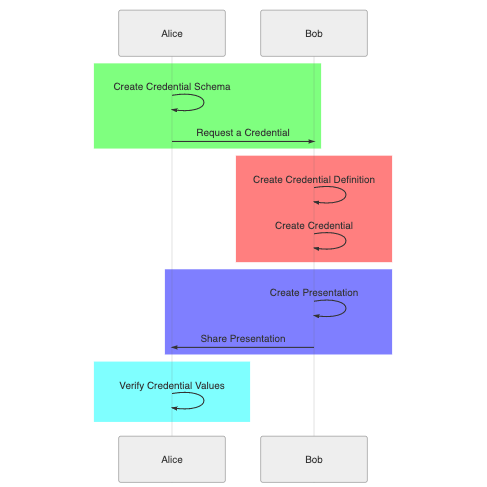 Alice
Bob
Create Credential Schema
Request a Credential
Create Credential Definition
Create Credential
Create Presentation
Share Presentation
Verify Credential Values
Alice
Bob